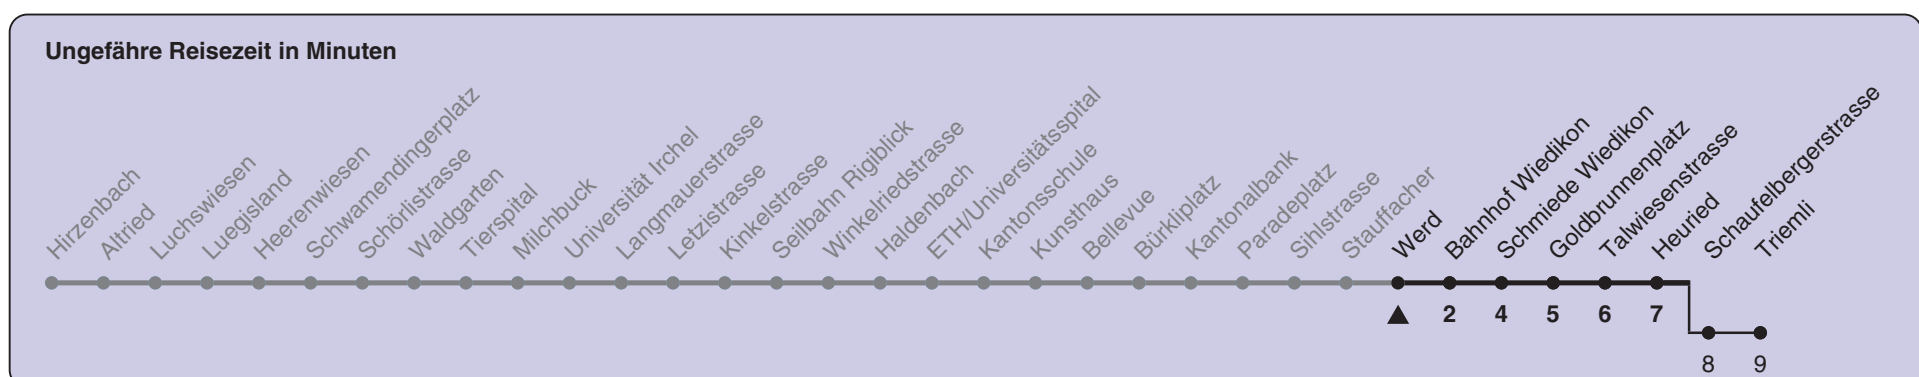 Ungefähre Reisezeit in Minuten
Hirzenbach
Altried
Luchswiesen
Luegisland
Heerenwiesen
Schwamendingerplatz
Schörlistrasse
Waldgarten
Tierspital
Milchbuck
Universität Irchel
Langmauerstrasse
Letzistrasse
Kinkelstrasse
Seilbahn Rigiblick
Winkelriedstrasse
Haldenbach
ETH/Universitätsspital
Kantonsschule
Kunsthaus
Bellevue
Bürkliplatz
Kantonalbank
Paradeplatz
Sihlstrasse
Stauffacher
Werd
Bahnhof Wiedikon
Schmiede Wiedikon
Goldbrunnenplatz
Talwiesenstrasse
Heuried
Schaufelbergerstrasse
Triemli
2 4 5 6 7
8 9